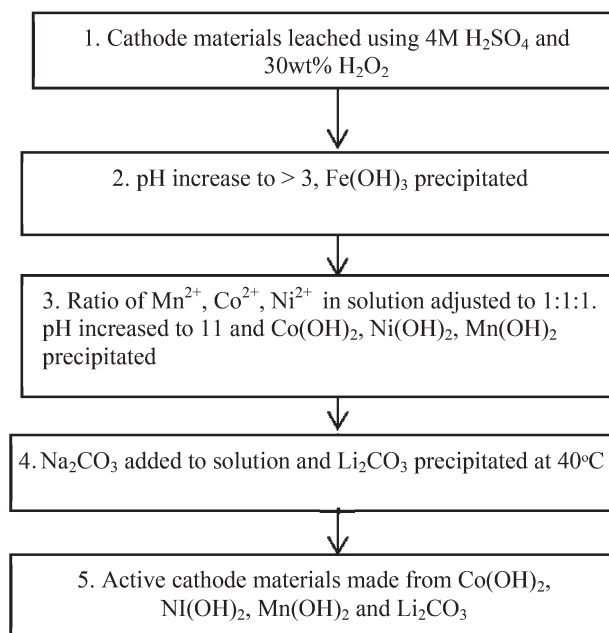 1. Cathode materials leached using 4M H₂SO₄ and
30wt% H₂O₂
2. pH increase to > 3, Fe(OH)₃ precipitated
3. Ratio of Mn²⁺, Co²⁺, Ni²⁺ in solution adjusted to 1:1:1.
pH increased to 11 and Co(OH)₂, Ni(OH)₂, Mn(OH)₂
precipitated
4. Na₂CO₃ added to solution and Li₂CO₃ precipitated at 40ᵒC
5. Active cathode materials made from Co(OH)₂,
NI(OH)₂, Mn(OH)₂ and Li₂CO₃